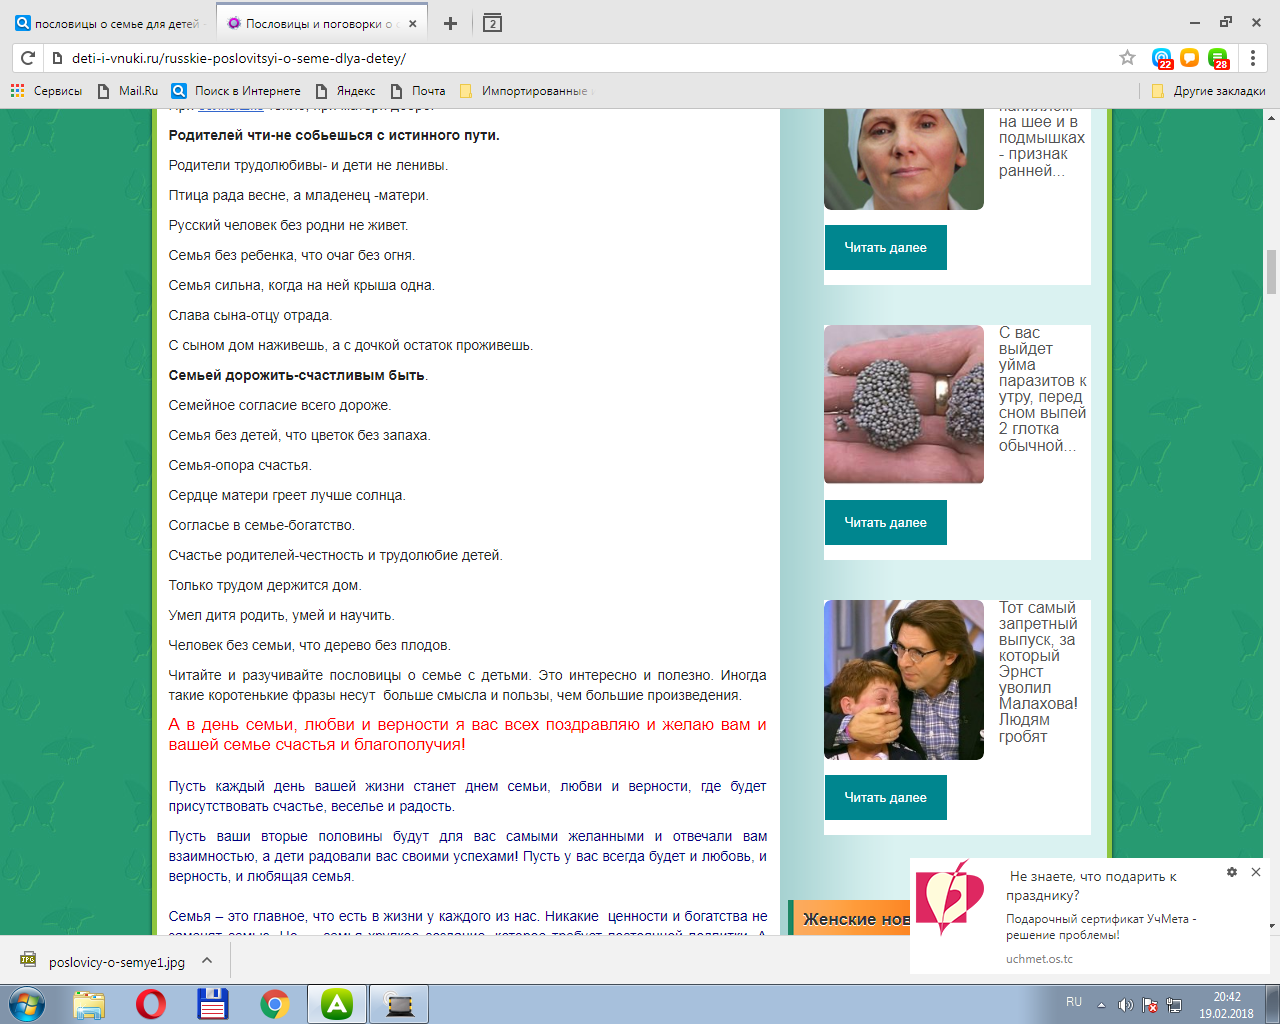 пословицы о семье для детей
Пословицы и поговорки о с
2
deti-i-vnuki.ru/russkie-poslovitsyi-o-seme-dlya-detey/
22
28
Сервисы
Mail.Ru
Поиск в Интернете
Яндекс
Почта
Импортированные
Другие закладки
Родителей чти-не собьешься с истинного пути.
Родители трудолюбивы- и дети не ленивы.
Птица рада весне, а младенец -матери.
Русский человек без родни не живет.
Семья без ребенка, что очаг без огня.
Семья сильна, когда на ней крыша одна.
Слава сына-отцу отрада.
С сыном дом наживешь, а с дочкой остаток проживешь.
Семьей дорожить-счастливым быть.
Семейное согласие всего дороже.
Семья без детей, что цветок без запаха.
Семья-опора счастья.
Сердце матери греет лучше солнца.
Согласье в семье-богатство.
Счастье родителей-честность и трудолюбие детей.
Только трудом держится дом.
Умел дитя родить, умей и научить.
Человек без семьи, что дерево без плодов.
Читайте и разучивайте пословицы о семье с детьми. Это интересно и полезно. Иногда
такие коротенькие фразы несут больше смысла и пользы, чем большие произведения.
А в день семьи, любви и верности я вас всех поздравляю и желаю вам и
вашей семье счастья и благополучия!
Пусть каждый день вашей жизни станет днем семьи, любви и верности, где будет
присутствовать счастье, веселье и радость.
Пусть ваши вторые половины будут для вас самыми желанными и отвечали вам
взаимностью, а дети радовали вас своими успехами! Пусть у вас всегда будет и любовь, и
верность, и любящая семья.
Семья – это главное, что есть в жизни у каждого из нас. Никакие ценности и богатства не
на шее и в
подмышках
- признак
ранней...
Читать далее
С вас
выйдет
уйма
паразитов к
утру, перед
сном выпей
2 глотка
обычной...
Читать далее
Тот самый
запретный
выпуск, за
который
Эрнст
уволил
Малахова!
Людям
гробят
Читать далее
Женские нов
Не знаете, что подарить к
празднику?
Подарочный сертификат УчМета -
решение проблемы!
uchmet.os.tc
poslovicy-o-semye1.jpg
RU
20:42
19.02.2018